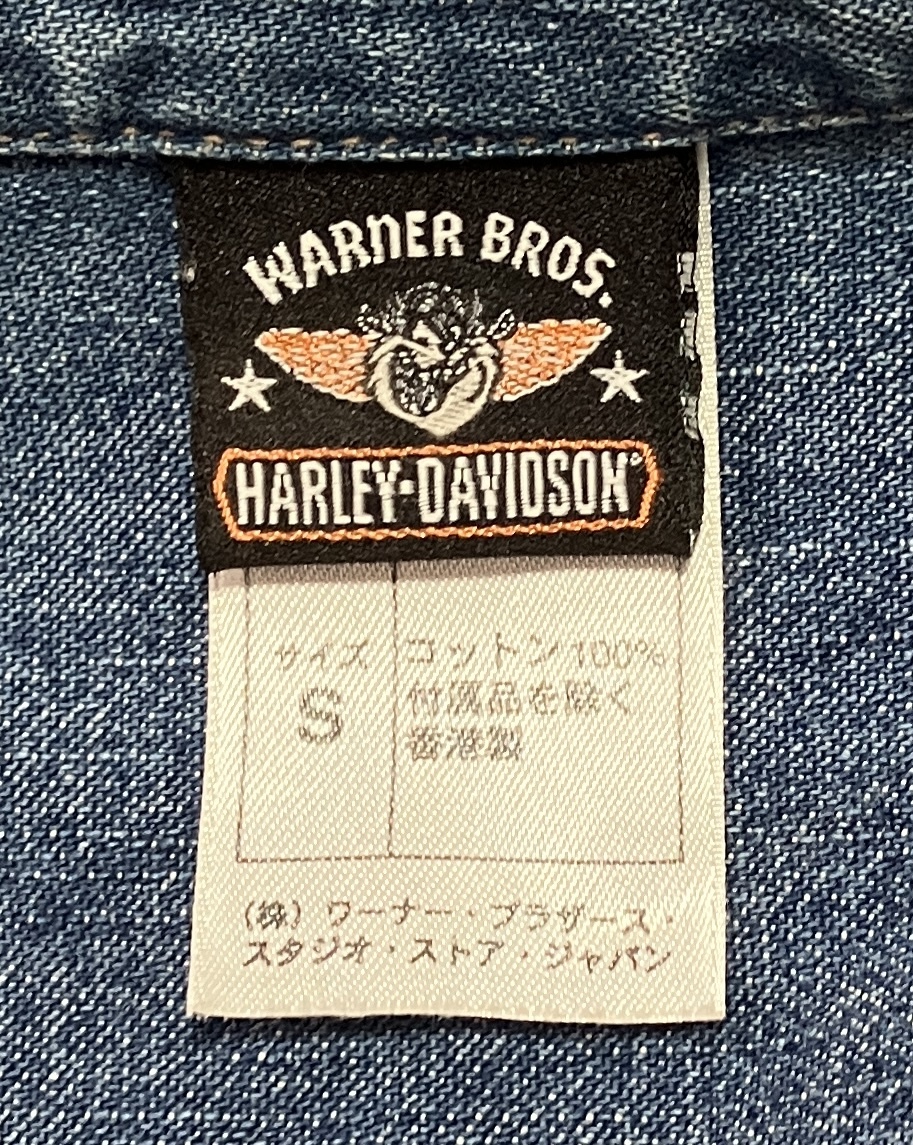 WARNER BROS.
HARLEY-DAVIDSON
サイズ
S
コットン100%
付属品を除く
香港製
(株) ワーナー・ブラザース・
スタジオ・ストア・ジャパン